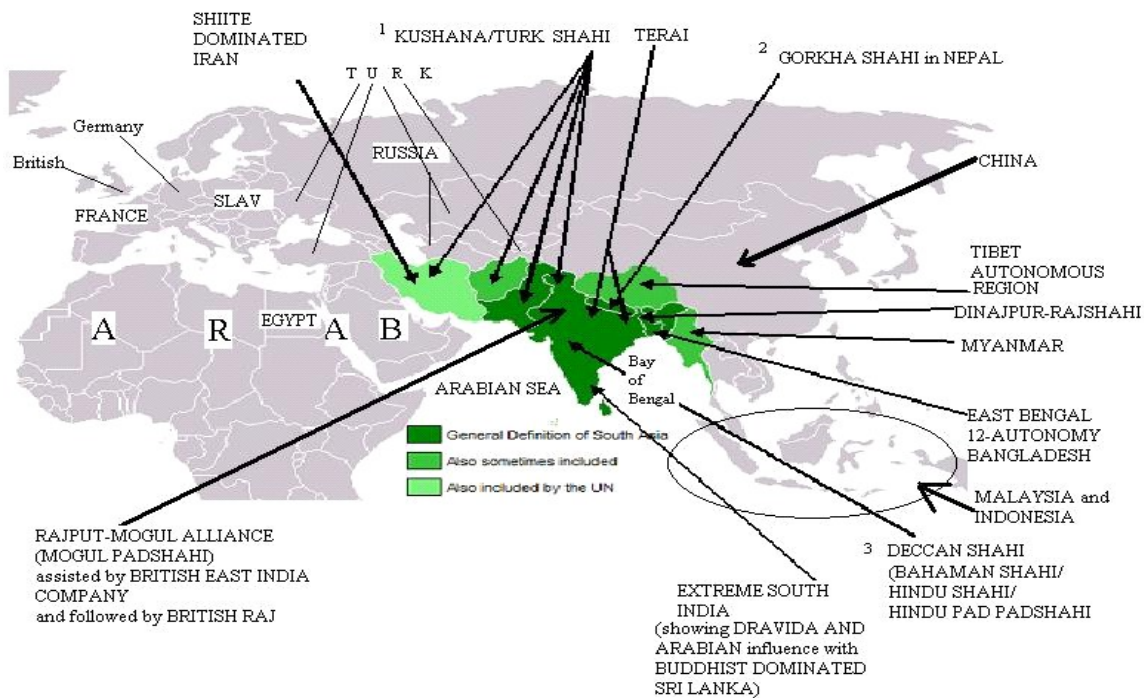 SHIITE
DOMINATED
IRAN
1 KUSHANA/TURK SHAHI
TERAI
2 GORKHA SHAHI in NEPAL
T U R K
Germany
British
RUSSIA
CHINA
FRANCE
SLAV
TIBET
AUTONOMOUS
REGION
EGYPT
A R A B
DINAJPUR-RAJSHAHI
MYANMAR
ARABIAN SEA
Bay
of
Bengal
EAST BENGAL
12-AUTONOMY
BANGLADESH
General Definition of South Asia
Also sometimes included
Also included by the UN
MALAYSIA and
INDONESIA
RAJPUT-MOGUL ALLIANCE
(MOGUL PADSHAHI)
assisted by BRITISH EAST INDIA
COMPANY
and followed by BRITISH RAJ
3 DECCAN SHAHI
(BAHAMAN SHAHI/
HINDU SHAHI/
HINDU PAD PADSHAHI
EXTREME SOUTH
INDIA
(showing DRAVIDA AND
ARABIAN influence with
BUDDHIST DOMINATED
SRI LANKA)